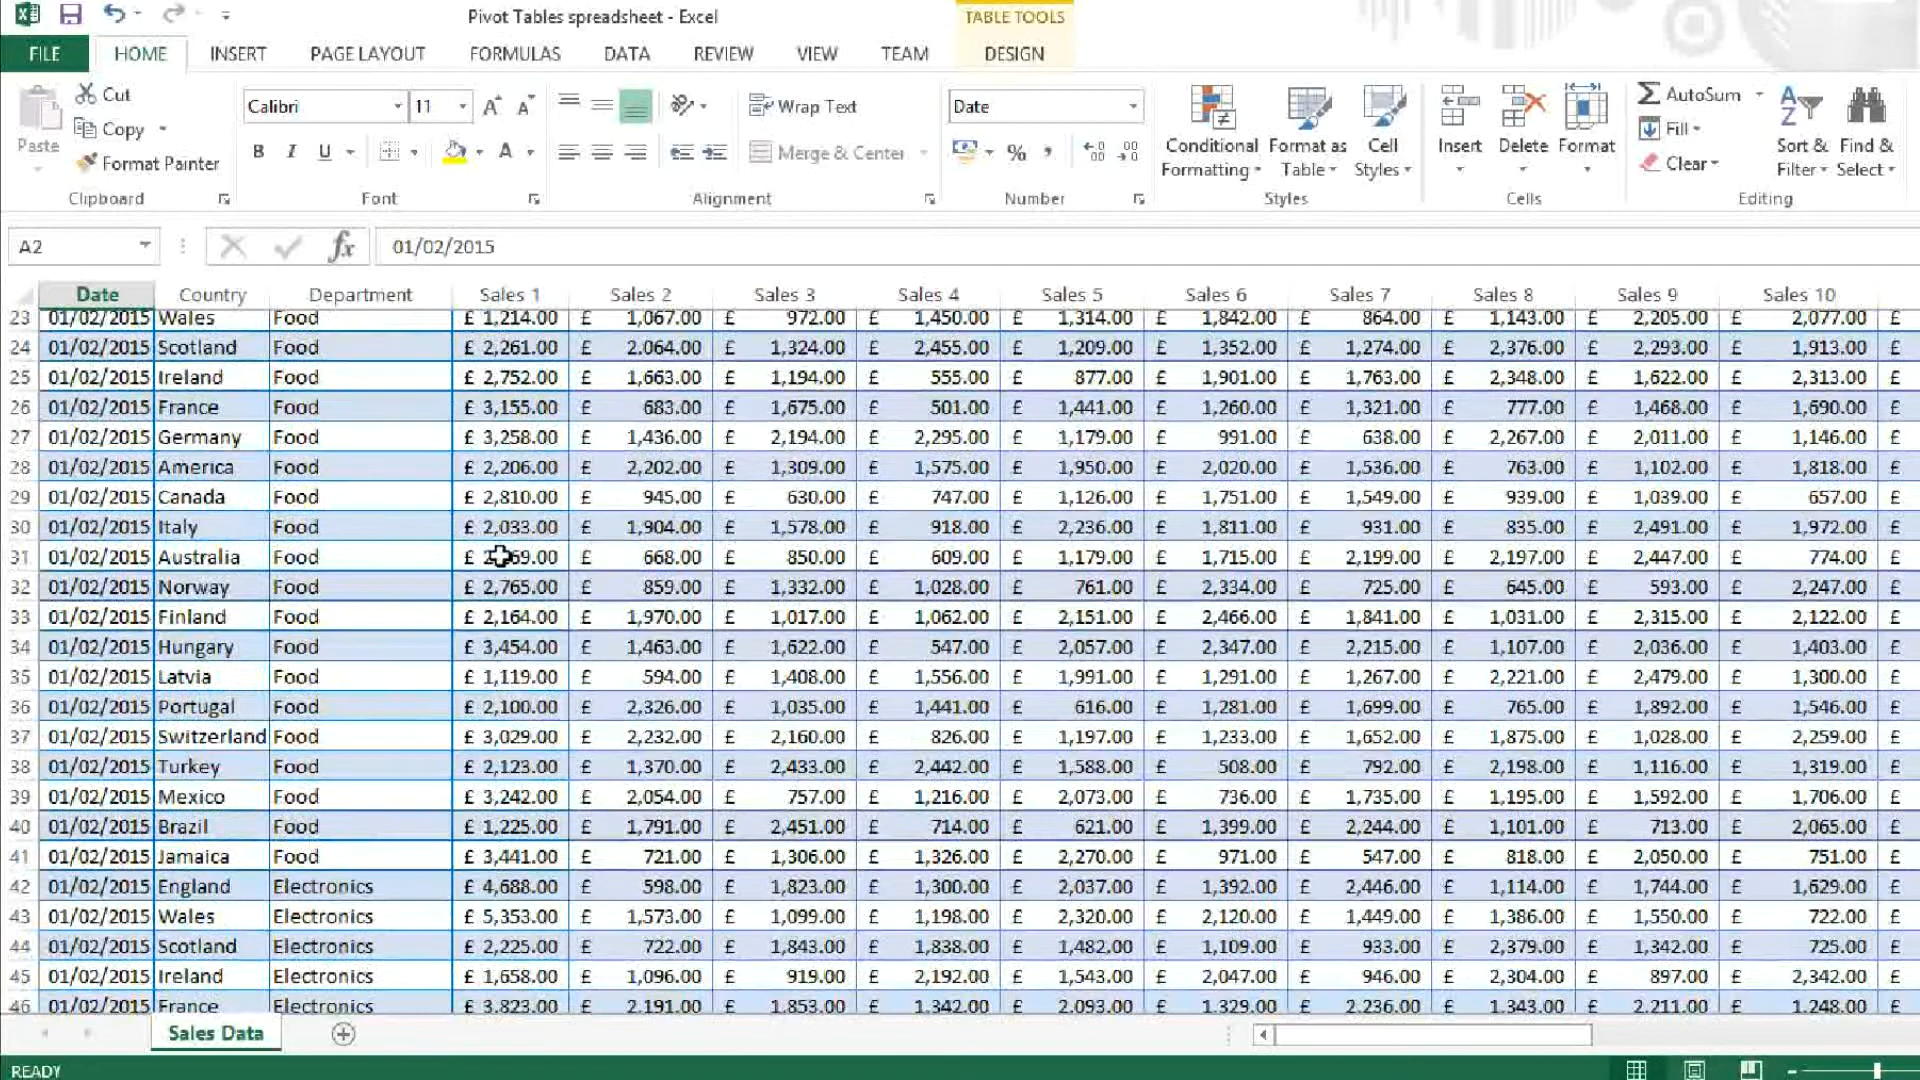 Pivot Tables spreadsheet - Excel
TABLE TOOLS
FILE HOME INSERT PAGE LAYOUT FORMULAS DATA REVIEW VIEW TEAM DESIGN
Cut
Copy
Format Painter
Paste
Clipboard
Calibri 11
B I U
Font
Wrap Text
Merge & Center
Alignment
Date
%
Number
Conditional Formatting
Format as Table
Cell Styles
Styles
Insert Delete Format
Cells
AutoSum
Fill
Clear
Sort & Filter
Find & Select
Editing
A2 fx 01/02/2015
Date Country Department Sales 1 Sales 2 Sales 3 Sales 4 Sales 5 Sales 6 Sales 7 Sales 8 Sales 9 Sales 10
23 01/02/2015 Wales Food £ 1,214.00 £ 1,067.00 £ 972.00 £ 1,450.00 £ 1,314.00 £ 1,842.00 £ 864.00 £ 1,143.00 £ 2,205.00 £ 2,077.00 £
24 01/02/2015 Scotland Food £ 2,261.00 £ 2,064.00 £ 1,324.00 £ 2,455.00 £ 1,209.00 £ 1,352.00 £ 1,274.00 £ 2,376.00 £ 2,293.00 £ 1,913.00 £
25 01/02/2015 Ireland Food £ 2,752.00 £ 1,663.00 £ 1,194.00 £ 555.00 £ 877.00 £ 1,901.00 £ 1,763.00 £ 2,348.00 £ 1,622.00 £ 2,313.00 £
26 01/02/2015 France Food £ 3,155.00 £ 683.00 £ 1,675.00 £ 501.00 £ 1,441.00 £ 1,260.00 £ 1,321.00 £ 777.00 £ 1,468.00 £ 1,690.00 £
27 01/02/2015 Germany Food £ 3,258.00 £ 1,436.00 £ 2,194.00 £ 2,295.00 £ 1,179.00 £ 991.00 £ 638.00 £ 2,267.00 £ 2,011.00 £ 1,146.00 £
28 01/02/2015 America Food £ 2,206.00 £ 2,202.00 £ 1,309.00 £ 1,575.00 £ 1,950.00 £ 2,020.00 £ 1,536.00 £ 763.00 £ 1,102.00 £ 1,818.00 £
29 01/02/2015 Canada Food £ 2,810.00 £ 945.00 £ 630.00 £ 747.00 £ 1,126.00 £ 1,751.00 £ 1,549.00 £ 939.00 £ 1,039.00 £ 657.00 £
30 01/02/2015 Italy Food £ 2,033.00 £ 1,904.00 £ 1,578.00 £ 918.00 £ 2,236.00 £ 1,811.00 £ 931.00 £ 835.00 £ 2,491.00 £ 1,972.00 £
31 01/02/2015 Australia Food £ £ 668.00 £ 850.00 £ 609.00 £ 1,179.00 £ 1,715.00 £ 2,199.00 £ 2,197.00 £ 2,447.00 £ 774.00 £
32 01/02/2015 Norway Food £ 2,765.00 £ 859.00 £ 1,332.00 £ 1,028.00 £ 761.00 £ 2,334.00 £ 725.00 £ 645.00 £ 593.00 £ 2,247.00 £
33 01/02/2015 Finland Food £ 2,164.00 £ 1,970.00 £ 1,017.00 £ 1,062.00 £ 2,151.00 £ 2,466.00 £ 1,841.00 £ 1,031.00 £ 2,315.00 £ 2,122.00 £
34 01/02/2015 Hungary Food £ 3,454.00 £ 1,463.00 £ 1,622.00 £ 547.00 £ 2,057.00 £ 2,347.00 £ 2,215.00 £ 1,107.00 £ 2,036.00 £ 1,403.00 £
35 01/02/2015 Latvia Food £ 1,119.00 £ 594.00 £ 1,408.00 £ 1,556.00 £ 1,991.00 £ 1,291.00 £ 1,267.00 £ 2,221.00 £ 2,479.00 £ 1,300.00 £
36 01/02/2015 Portugal Food £ 2,100.00 £ 2,326.00 £ 1,035.00 £ 1,441.00 £ 616.00 £ 1,281.00 £ 1,699.00 £ 765.00 £ 1,892.00 £ 1,546.00 £
37 01/02/2015 Switzerland Food £ 3,029.00 £ 2,232.00 £ 2,160.00 £ 826.00 £ 1,197.00 £ 1,233.00 £ 1,652.00 £ 1,875.00 £ 1,028.00 £ 2,259.00 £
38 01/02/2015 Turkey Food £ 2,123.00 £ 1,370.00 £ 2,433.00 £ 2,442.00 £ 1,588.00 £ 508.00 £ 792.00 £ 2,198.00 £ 1,116.00 £ 1,319.00 £
39 01/02/2015 Mexico Food £ 3,242.00 £ 2,054.00 £ 757.00 £ 1,216.00 £ 2,073.00 £ 736.00 £ 1,735.00 £ 1,195.00 £ 1,592.00 £ 1,706.00 £
40 01/02/2015 Brazil Food £ 1,225.00 £ 1,791.00 £ 2,451.00 £ 714.00 £ 621.00 £ 1,399.00 £ 2,244.00 £ 1,101.00 £ 713.00 £ 2,065.00 £
41 01/02/2015 Jamaica Food £ 3,441.00 £ 721.00 £ 1,306.00 £ 1,326.00 £ 2,270.00 £ 971.00 £ 547.00 £ 818.00 £ 2,050.00 £ 751.00 £
42 01/02/2015 England Electronics £ 4,688.00 £ 598.00 £ 1,823.00 £ 1,300.00 £ 2,037.00 £ 1,392.00 £ 2,446.00 £ 1,114.00 £ 1,744.00 £ 1,629.00 £
43 01/02/2015 Wales Electronics £ 5,353.00 £ 1,573.00 £ 1,099.00 £ 1,198.00 £ 2,320.00 £ 2,120.00 £ 1,449.00 £ 1,386.00 £ 1,550.00 £ 722.00 £
44 01/02/2015 Scotland Electronics £ 2,225.00 £ 722.00 £ 1,843.00 £ 1,838.00 £ 1,482.00 £ 1,109.00 £ 933.00 £ 2,379.00 £ 1,342.00 £ 725.00 £
45 01/02/2015 Ireland Electronics £ 1,658.00 £ 1,096.00 £ 919.00 £ 2,192.00 £ 1,543.00 £ 2,047.00 £ 946.00 £ 2,304.00 £ 897.00 £ 2,342.00 £
46 01/02/2015 France Electronics £ 3,823.00 £ 2,191.00 £ 1,853.00 £ 1,342.00 £ 2,093.00 £ 1,329.00 £ 2,236.00 £ 1,343.00 £ 2,211.00 £ 1,248.00 £
Sales Data
READY